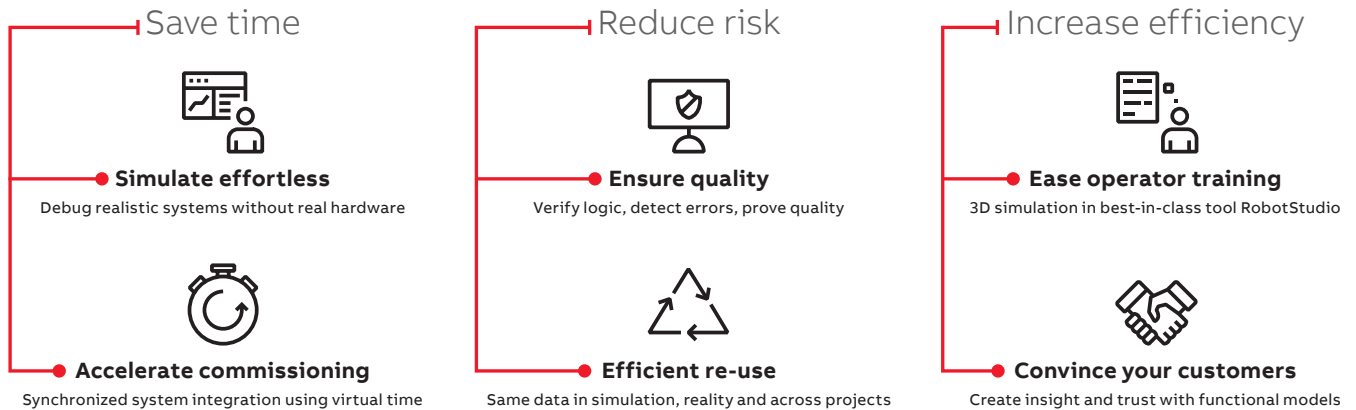 Save time
Simulate effortless
Debug realistic systems without real hardware
Accelerate commissioning
Synchronized system integration using virtual time
Reduce risk
Ensure quality
Verify logic, detect errors, prove quality
Efficient re-use
Same data in simulation, reality and across projects
Increase efficiency
Ease operator training
3D simulation in best-in-class tool RobotStudio
Convince your customers
Create insight and trust with functional models